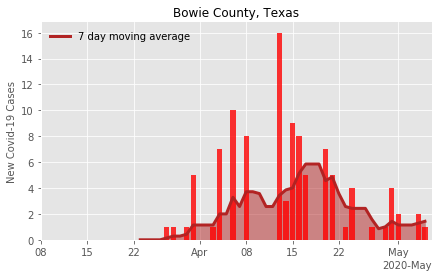 Bowie County, Texas
7 day moving average
New Covid-19 Cases
16
14
12
10
8
6
4
2
0
08 15 22 Apr 08 15 22 May
2020-May